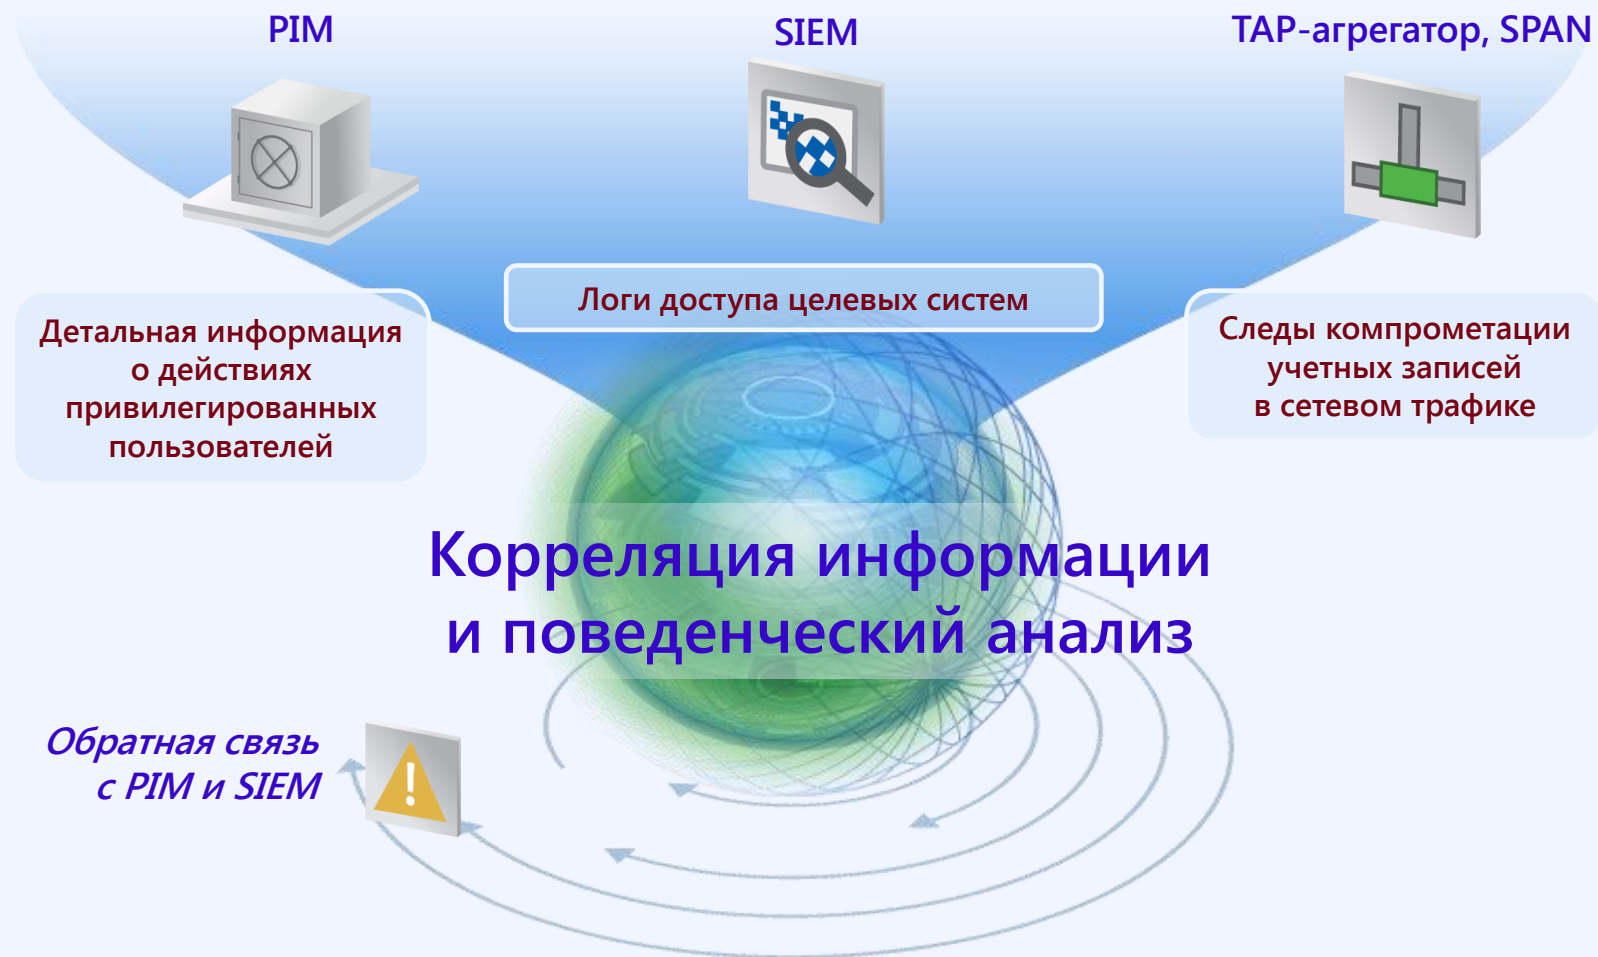 PIM
SIEM
TAP-агрегатор, SPAN
Логи доступа целевых систем
Детальная информация
о действиях
привилегированных
пользователей
Следы компрометации
учетных записей
в сетевом трафике
Корреляция информации
и поведенческий анализ
Обратная связь
с PIM и SIEM
!